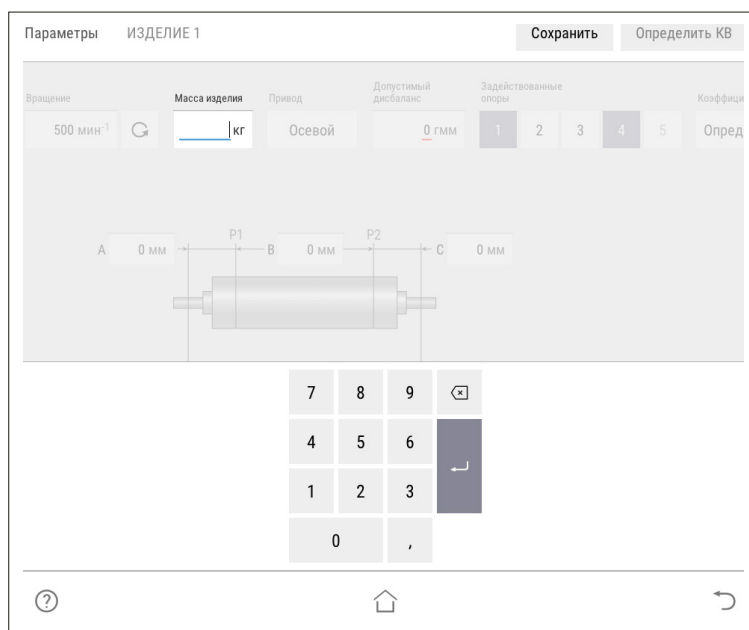 Параметры ИЗДЕЛИЕ 1 Сохранить Определить КВ
Вращение Масса изделия Привод Допустимый дисбаланс Задействованные опоры Коэффици
500 мин⁻¹ кг Осевой 0 гмм 1 2 3 4 5 Опред
P1 P2
A 0 мм B 0 мм C 0 мм
7 8 9
4 5 6
1 2 3
0 ,
?